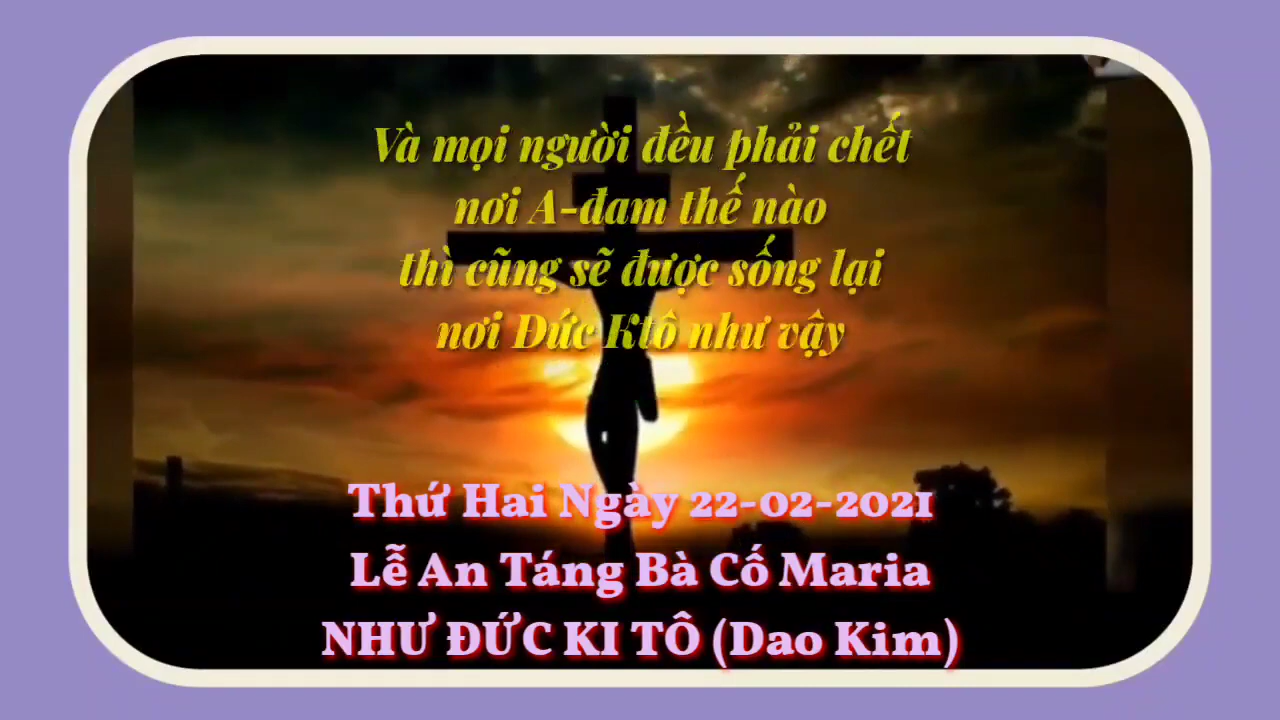 Và mọi người đều phải chết
nơi A-đam thế nào
thì cũng sẽ được sống lại
nơi Đức Ktô như vậy
Thứ Hai Ngày 22-02-2021
Lễ An Táng Bà Cố Maria
NHƯ ĐỨC KI TÔ (Dao Kim)